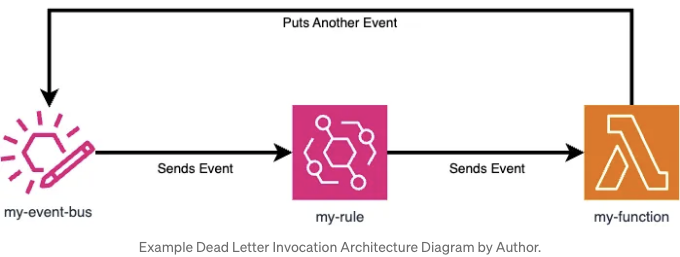 Puts Another Event
Sends Event
Sends Event
my-event-bus
my-rule
my-function
Example Dead Letter Invocation Architecture Diagram by Author.